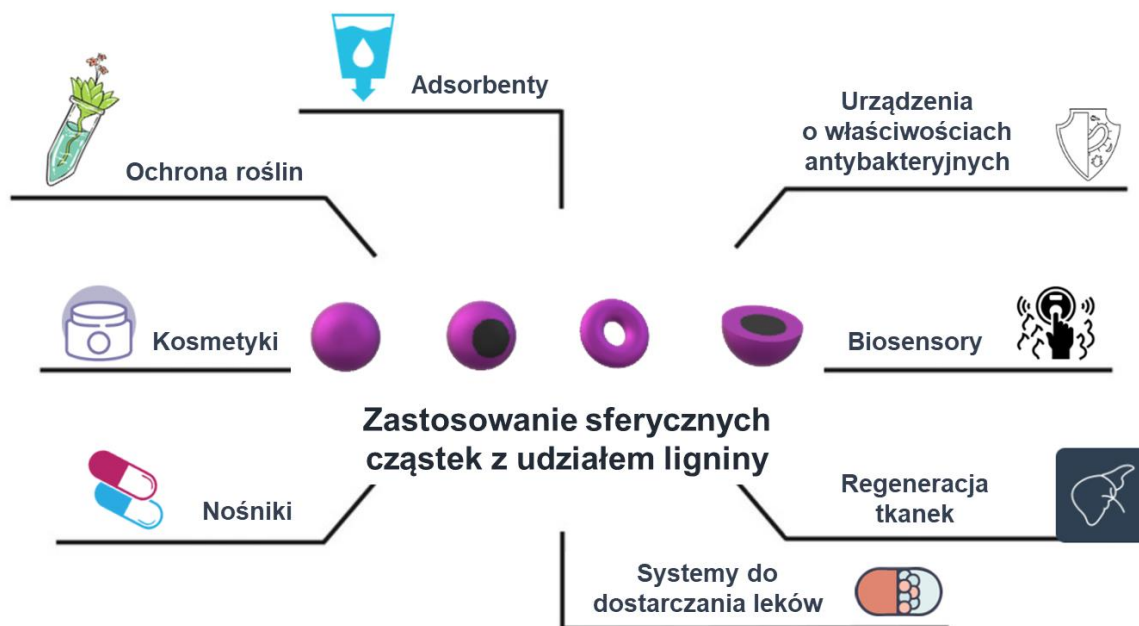 Adsorbenty
Urządzenia
o właściwościach
antybakteryjnych
Ochrona roślin
Kosmetyki
Biosensory
Zastosowanie sferycznych
cząstek z udziałem ligniny
Nośniki
Regeneracja
tkanek
Systemy do
dostarczania leków